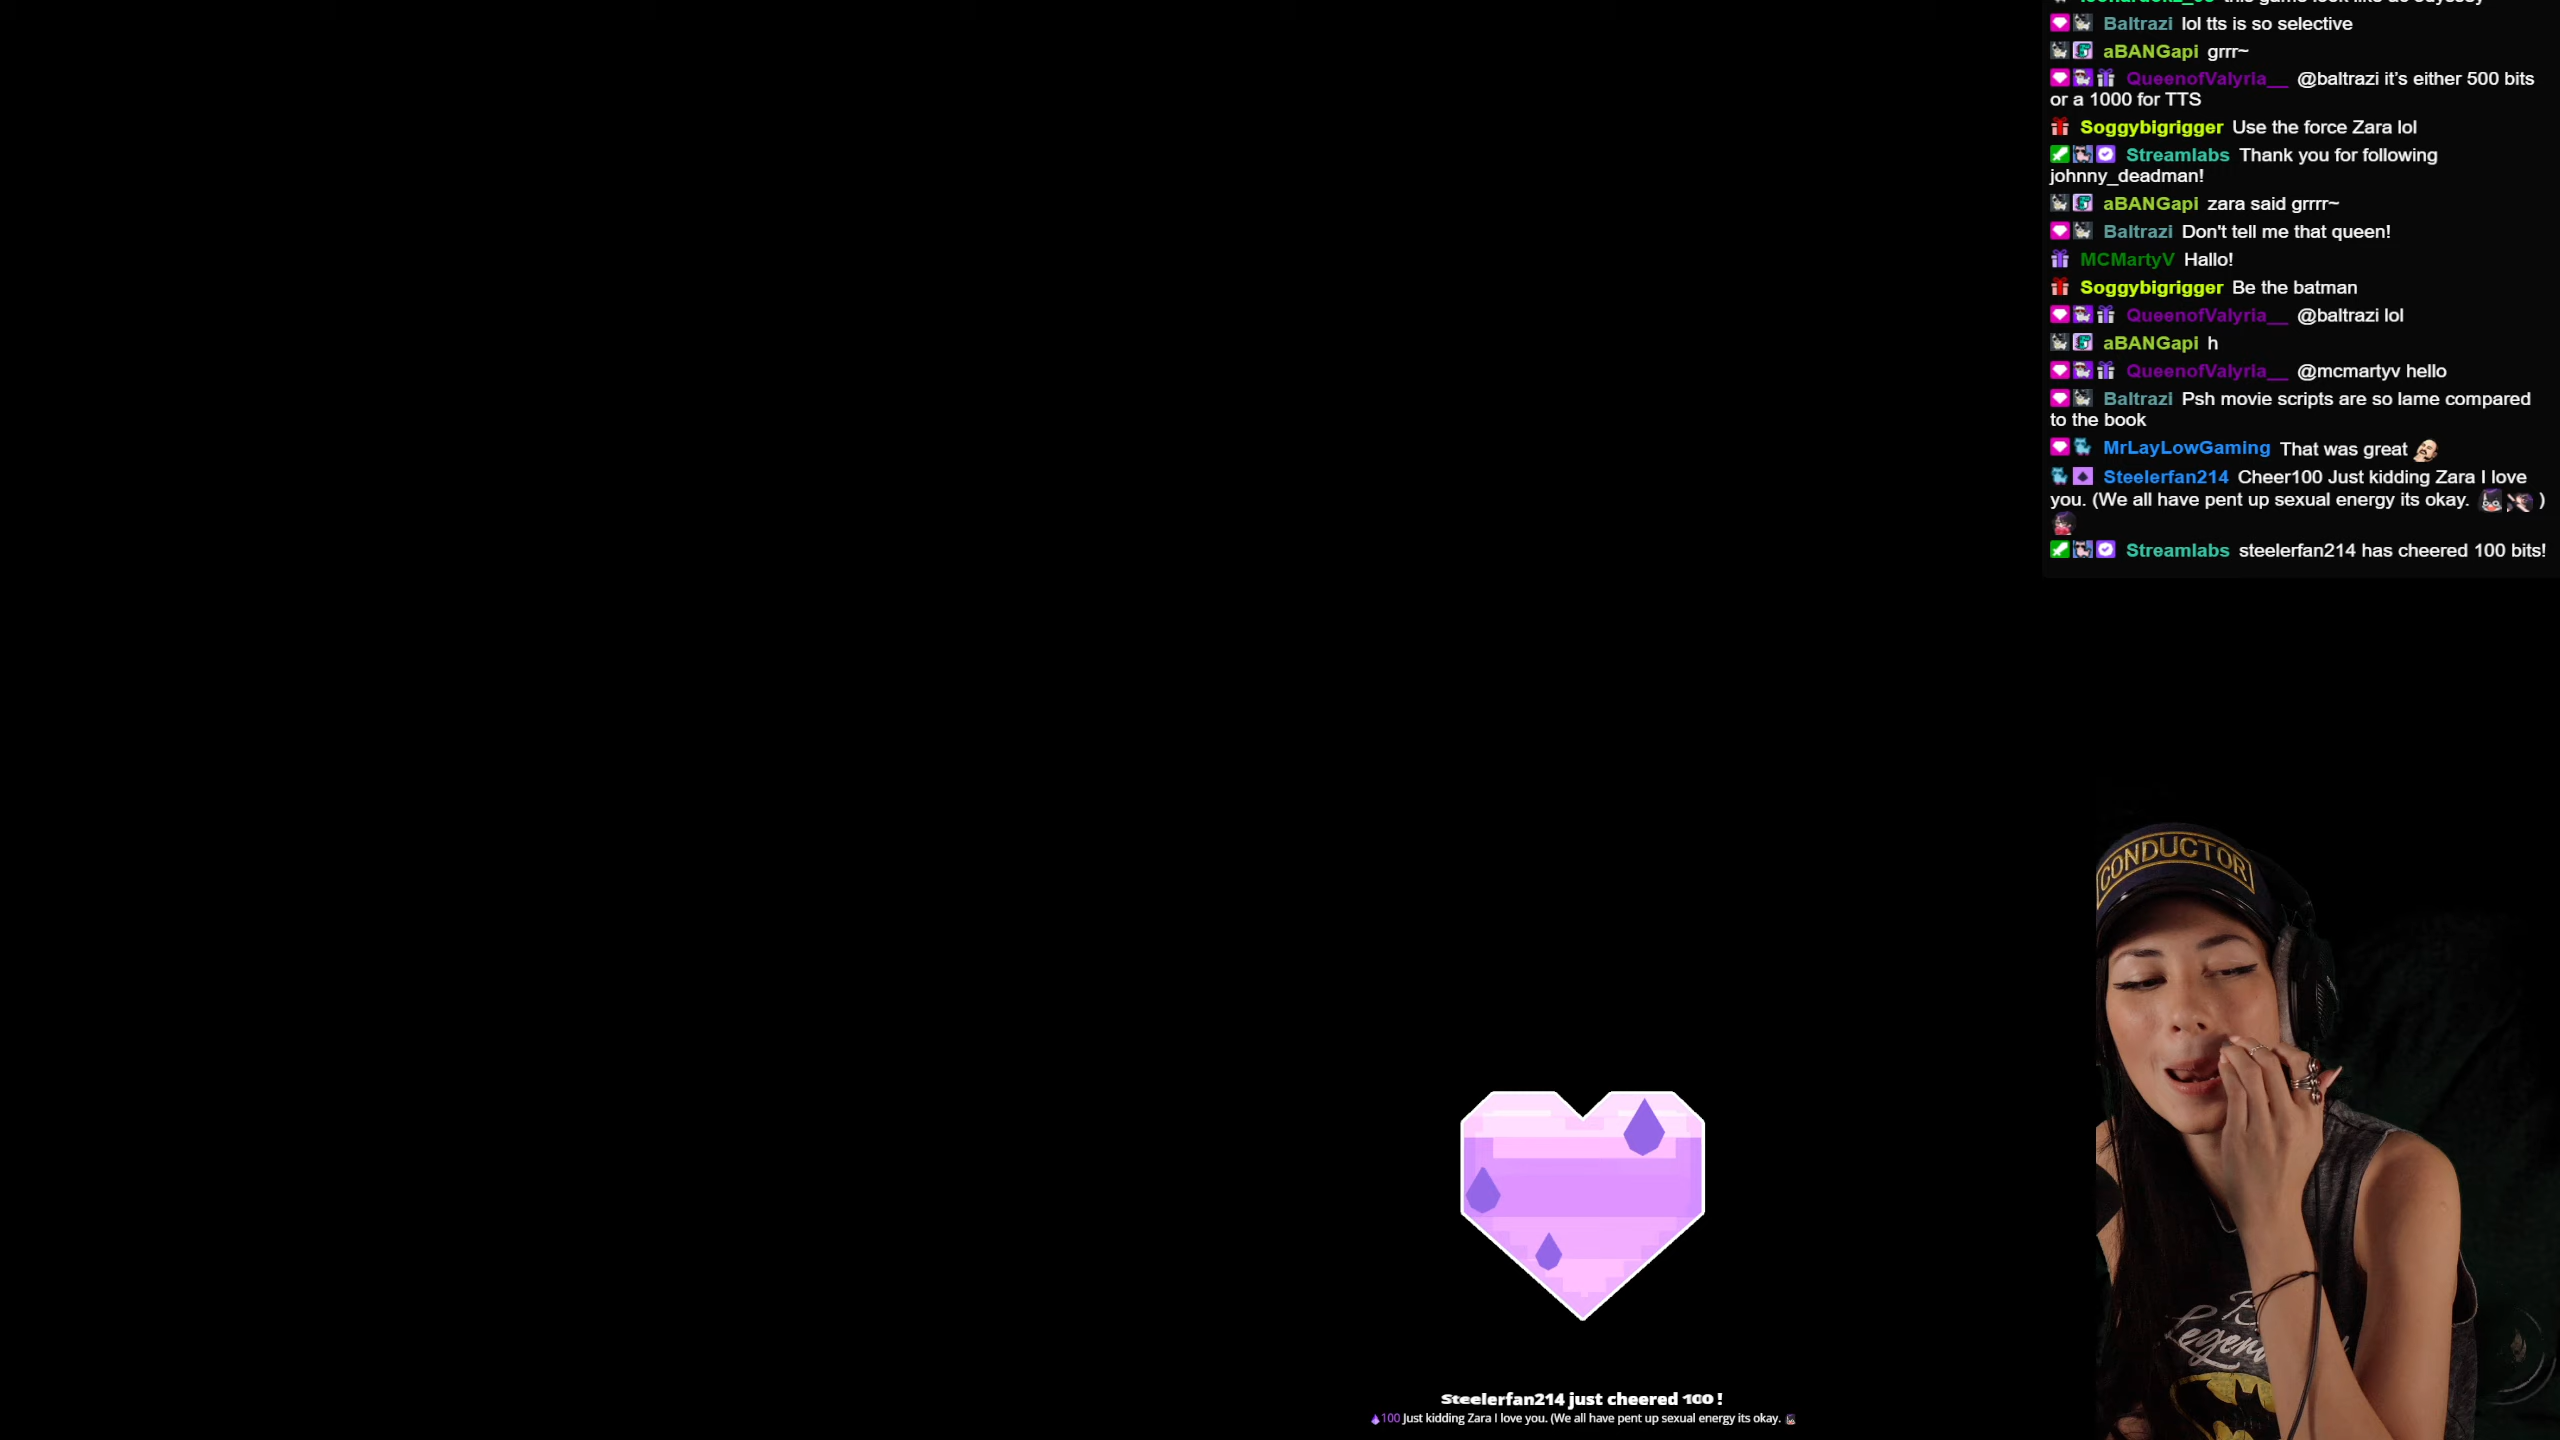 Baltrazi lol tts is so selective
aBANGapi grrr~
QueenofValyria__ @baltrazi it's either 500 bits
or a 1000 for TTS
Soggybigrigger Use the force Zara lol
Streamlabs Thank you for following
johnny_deadman!
aBANGapi zara said grrrr~
Baltrazi Don't tell me that queen!
MCMartyV Hallo!
Soggybigrigger Be the batman
QueenofValyria__ @baltrazi lol
aBANGapi h
QueenofValyria__ @mcmartyv hello
Baltrazi Psh movie scripts are so lame compared
to the book
MrLayLowGaming That was great
Steelerfan214 Cheer100 Just kidding Zara I love
you. (We all have pent up sexual energy its okay. )
Streamlabs steelerfan214 has cheered 100 bits!
CONDUCTOR
Steelerfan214 just cheered 100 !
100 Just kidding Zara I love you. (We all have pent up sexual energy its okay.